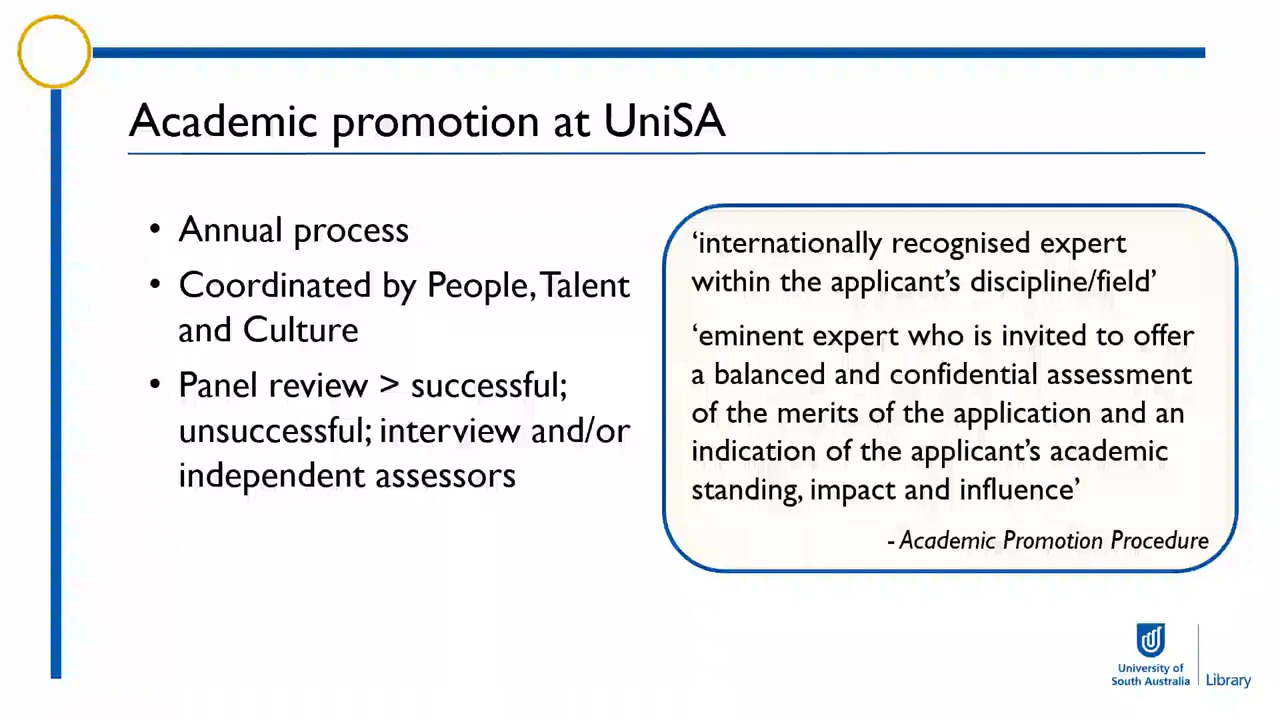 Academic promotion at UniSA
• Annual process
• Coordinated by People, Talent
and Culture
• Panel review > successful;
unsuccessful; interview and/or
independent assessors
‘internationally recognised expert
within the applicant’s discipline/field’
‘eminent expert who is invited to offer
a balanced and confidential assessment
of the merits of the application and an
indication of the applicant’s academic
standing, impact and influence’
- Academic Promotion Procedure
University of
South Australia
Library